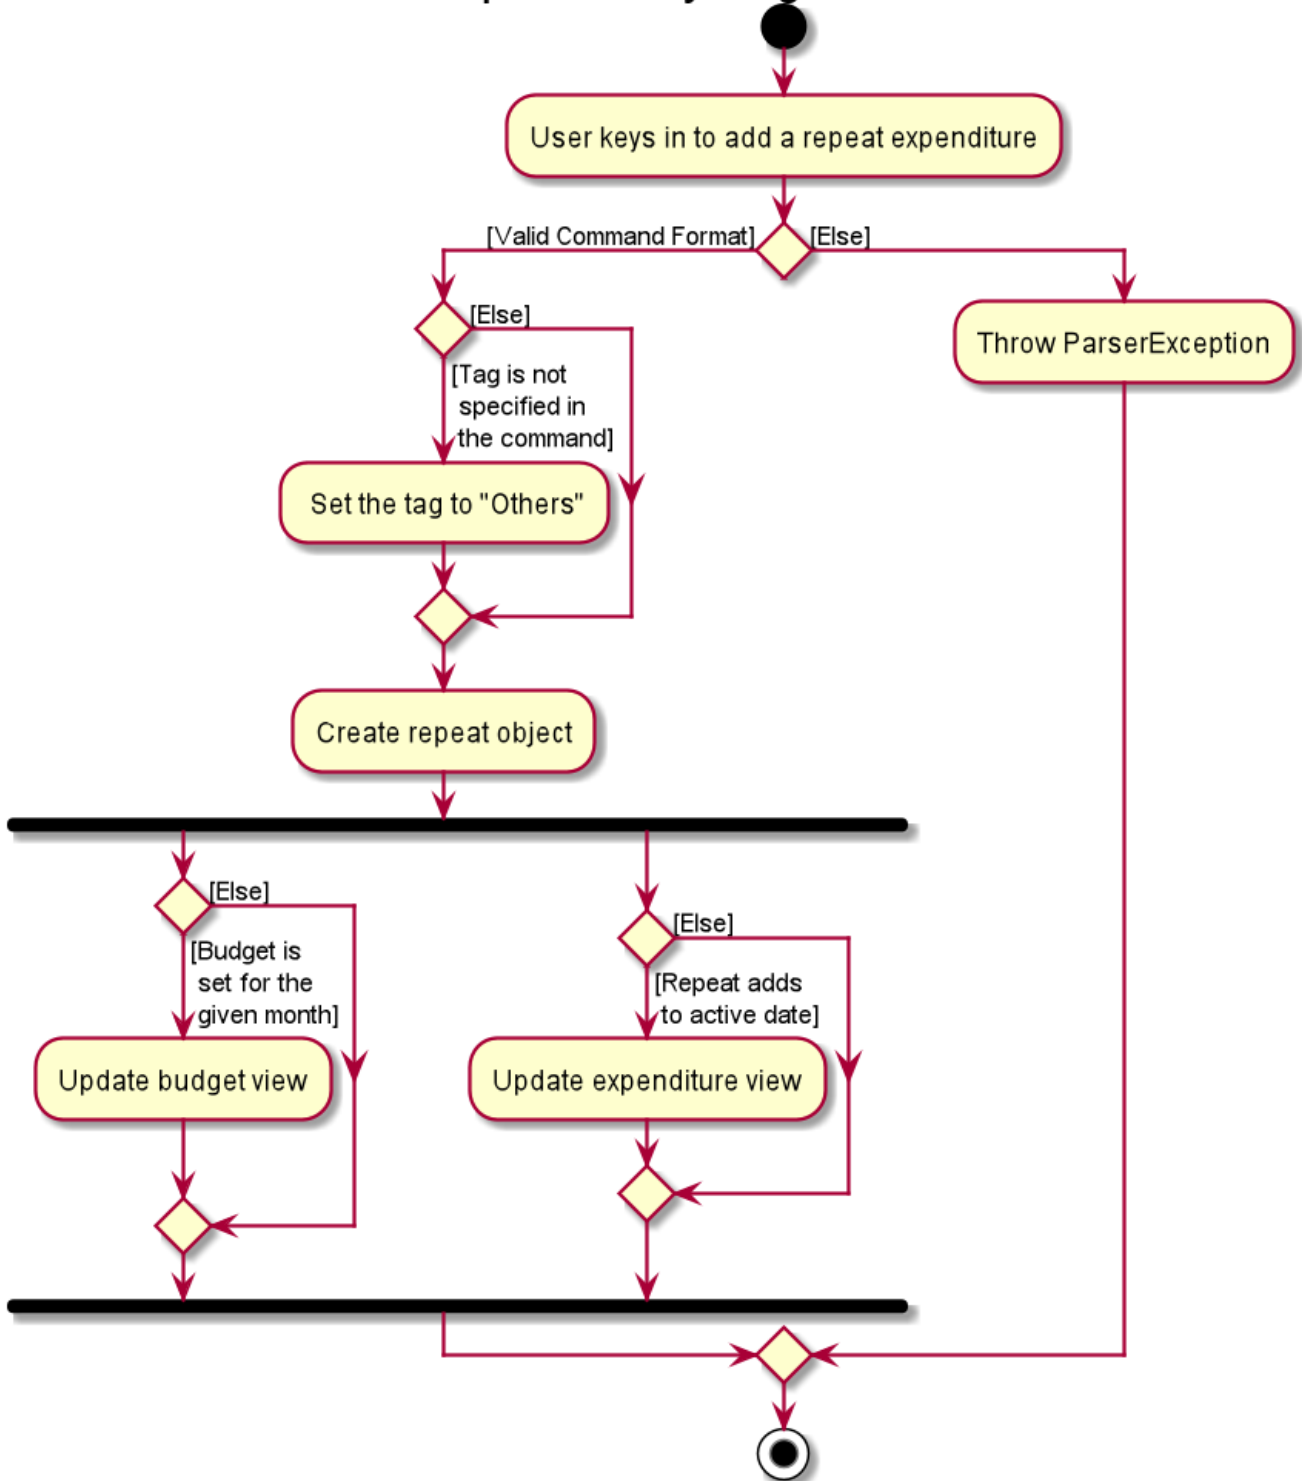 User keys in to add a repeat expenditure
[Valid Command Format]
[Else]
Throw ParserException
[Else]
[Tag is not
specified in
the command]
Set the tag to "Others"
Create repeat object
[Else]
[Budget is
set for the
given month]
Update budget view
[Else]
[Repeat adds
to active date]
Update expenditure view